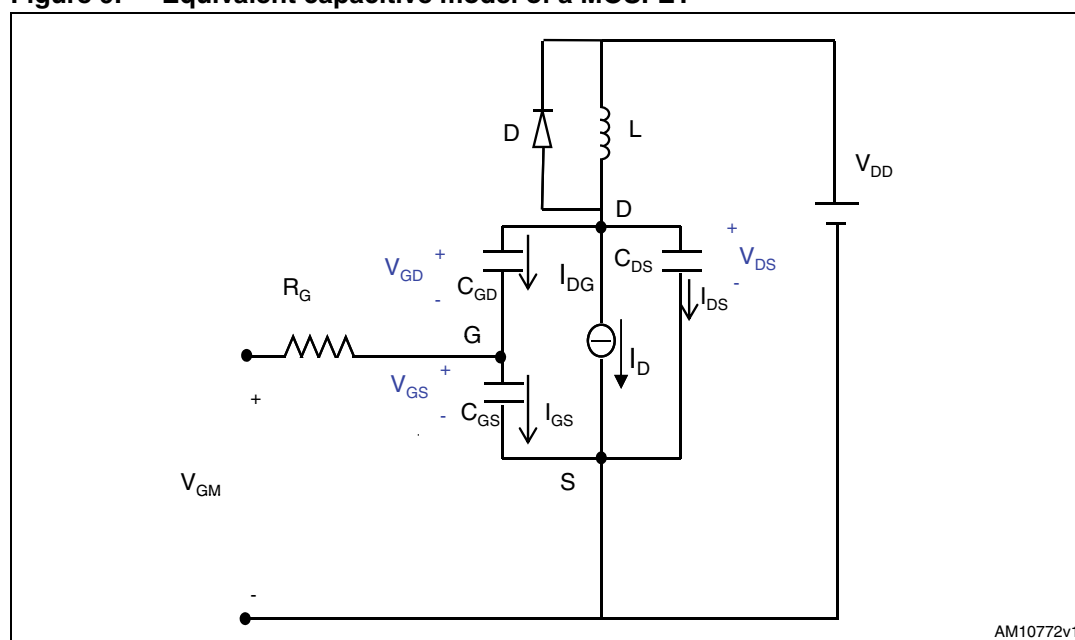 Figure 9. Equivalent capacitive model of a MOSFET
D
L
V_DD
D
+
V_GD
+
-
C_GD
I_DG
C_DS
V_DS
-
I_DS
R_G
G
+
V_GS
+
-
C_GS
I_GS
I_D
V_GM
S
-
AM10772v1